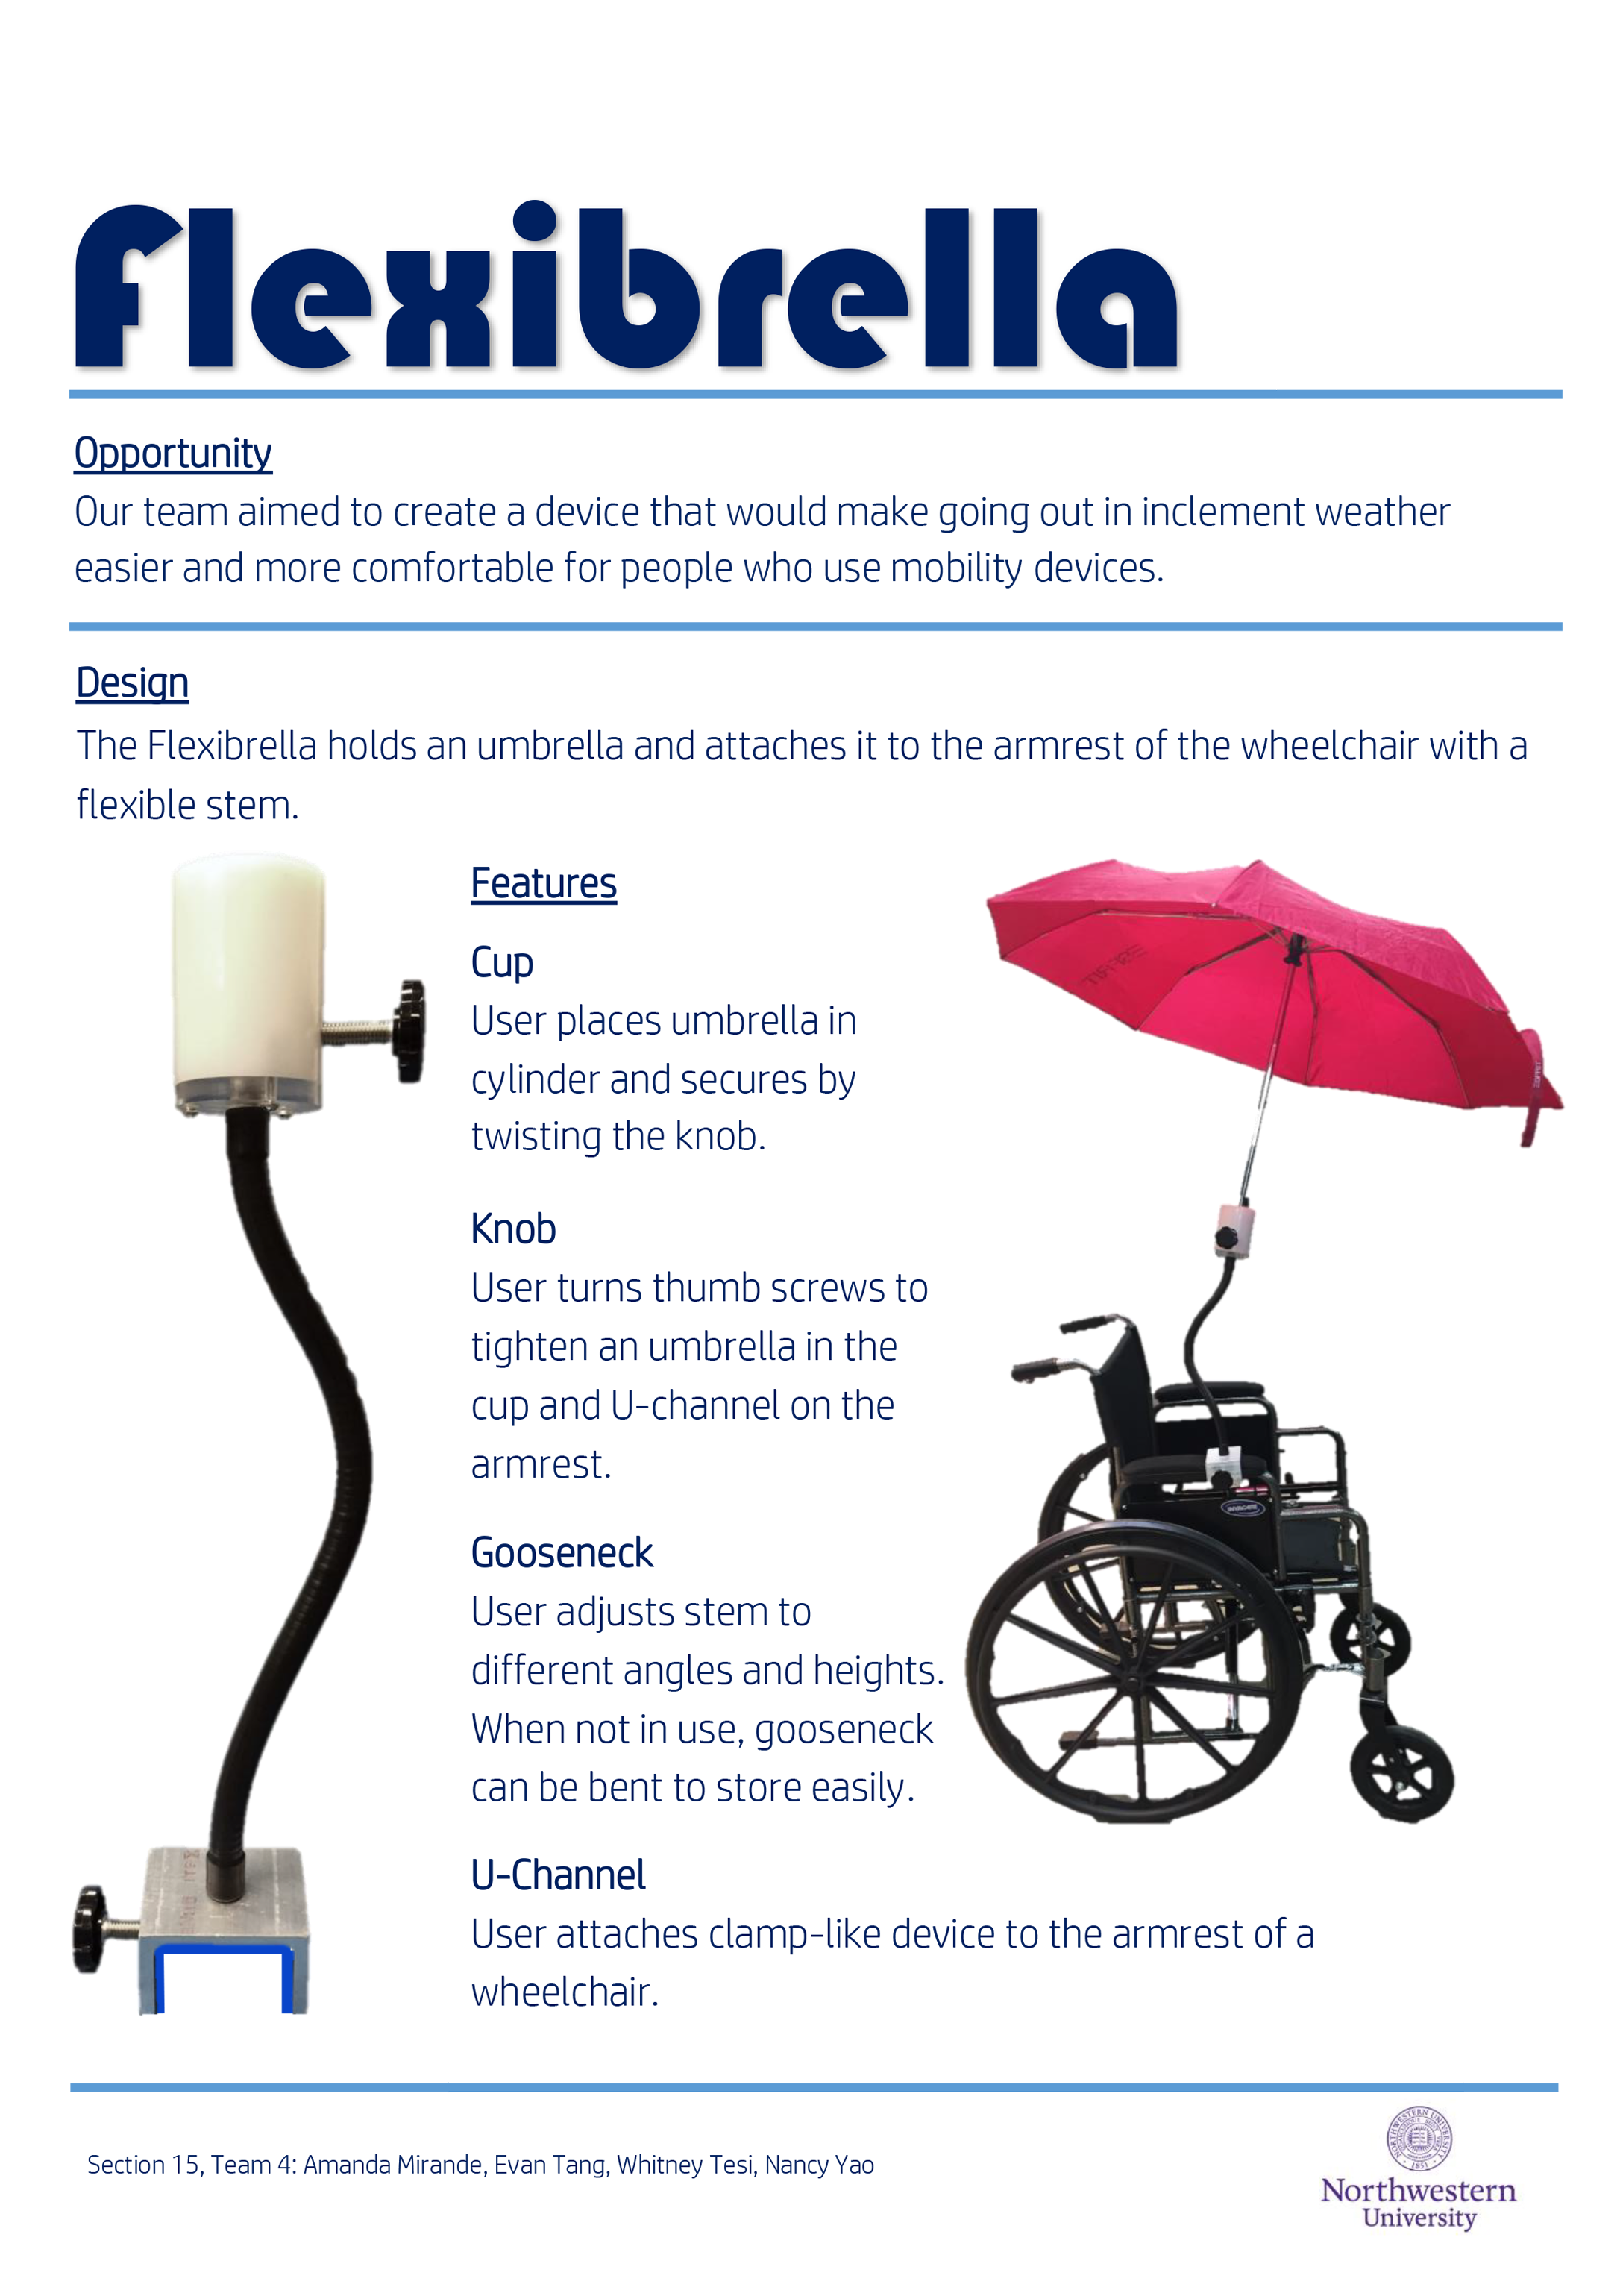 Flexibrella
Opportunity
Our team aimed to create a device that would make going out in inclement weather
easier and more comfortable for people who use mobility devices.
Design
The Flexibrella holds an umbrella and attaches it to the armrest of the wheelchair with a
flexible stem.
Features
Cup
User places umbrella in
cylinder and secures by
twisting the knob.
Knob
User turns thumb screws to
tighten an umbrella in the
cup and U-channel on the
armrest.
Gooseneck
User adjusts stem to
different angles and heights.
When not in use, gooseneck
can be bent to store easily.
U-Channel
User attaches clamp-like device to the armrest of a
wheelchair.
Section 15, Team 4: Amanda Mirande, Evan Tang, Whitney Tesi, Nancy Yao
Northwestern
University